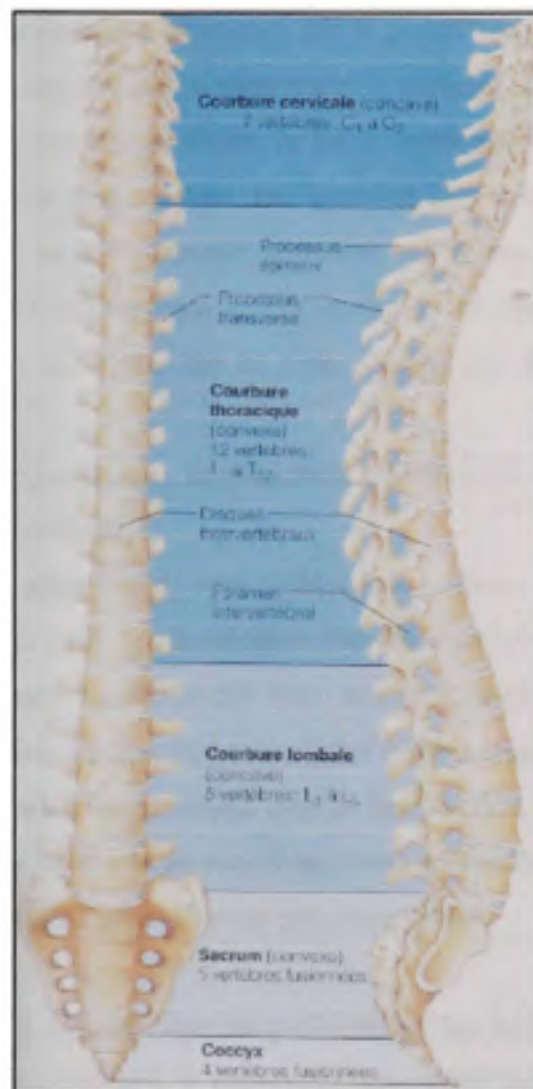 Courbure cervicale (concave)
7 vertèbres: C₁ à C₇
Processus
épineux
Processus
transverse
Courbure
thoracique
(convexe)
12 vertèbres:
à T₁₂
Disques
intervertébraux
Foramen
intervertébral
Courbure lombale
(concave)
5 vertèbres: L₁ à L₅
Sacrum (convexe)
5 vertèbres fusionnées
Coccyx
4 vertèbres fusionnées